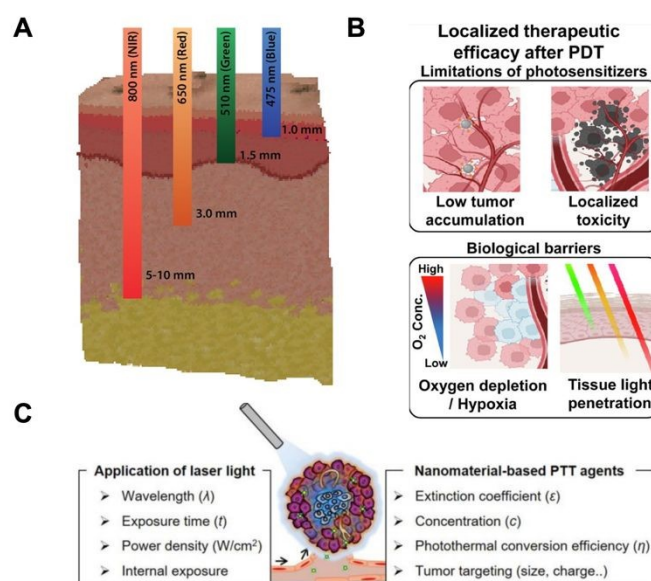 A
800 nm (NIR)
650 nm (Red)
510 nm (Green)
475 nm (Blue)
1.0 mm
1.5 mm
3.0 mm
5-10 mm
B
Localized therapeutic
efficacy after PDT
Limitations of photosensitizers
Low tumor
accumulation
Localized
toxicity
Biological barriers
High
O2 Conc.
Low
Oxygen depletion
/ Hypoxia
Tissue light
penetration
C
Application of laser light
➤ Wavelength (λ)
➤ Exposure time (t)
➤ Power density (W/cm²)
➤ Internal exposure
Nanomaterial-based PTT agents
➤ Extinction coefficient (ε)
➤ Concentration (c)
➤ Photothermal conversion efficiency (η)
➤ Tumor targeting (size, charge..)